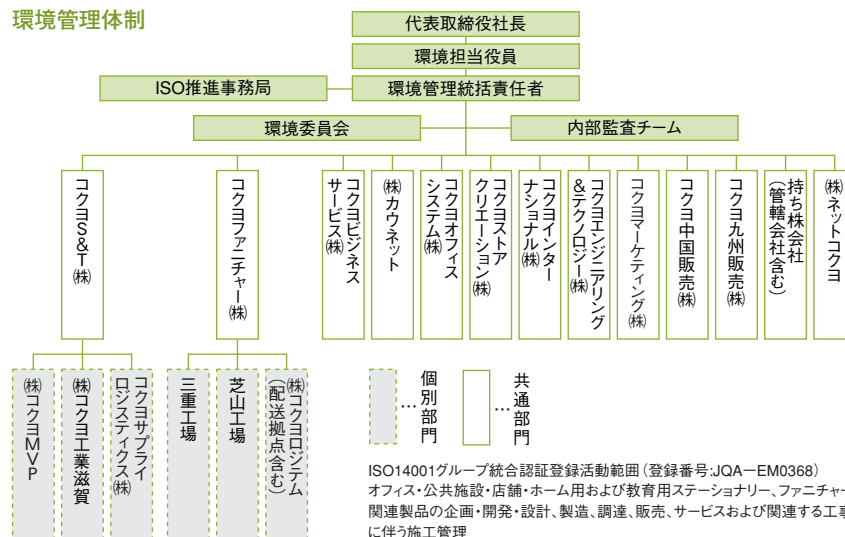 環境管理体制
代表取締役社長
環境担当役員
ISO推進事務局
環境管理統括責任者
環境委員会
内部監査チーム
コクヨS&T㈱
コクヨファニチャー㈱
コクヨビジネス
サービス㈱
㈱カウネット
コクヨオフィス
システム㈱
コクヨストア
クリエーション㈱
コクヨインター
ナショナル㈱
コクヨエンジニアリング
&テクノロジー㈱
コクヨマーケティング㈱
コクヨ中国販売㈱
コクヨ九州販売㈱
持ち株会社
(管轄会社含む)
㈱ネットコクヨ
㈱コクヨMVP
㈱コクヨ工業滋賀
コクヨサプライ
ロジスティクス㈱
三重工場
芝山工場
㈱コクヨロジテム
(配送拠点含む)
…個別部門
…共通部門
ISO14001グループ統合認証登録活動範囲(登録番号:JQA－EM0368)
オフィス・公共施設・店舗・ホーム用および教育用ステーショナリー、ファニチャー
関連製品の企画・開発・設計、製造、調達、販売、サービスおよび関連する工事
に伴う施工管理